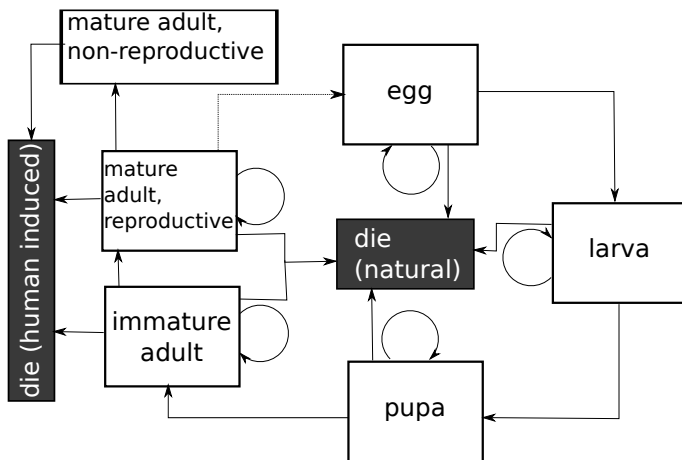 mature adult,
non-reproductive
egg
die (human induced)
mature
adult,
reproductive
die
(natural)
larva
immature
adult
pupa